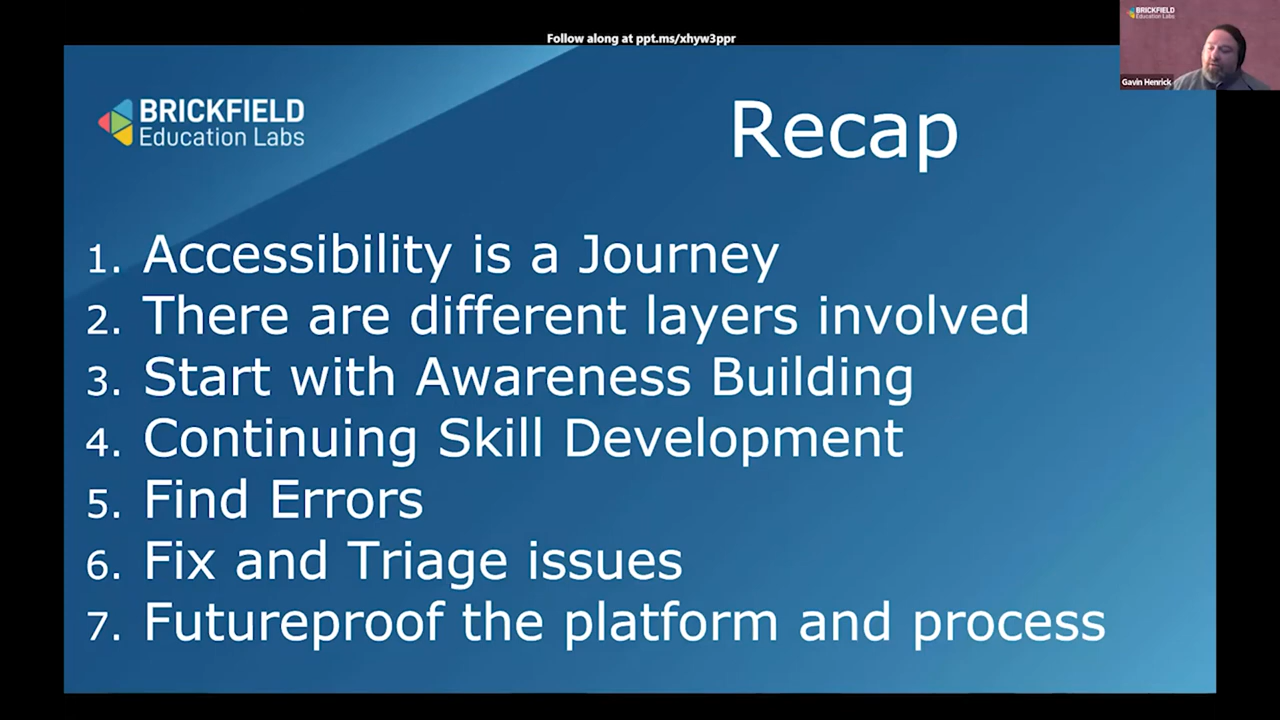 Follow along at ppt.ms/xhyw3ppr
BRICKFIELD
Education Labs
Gavin Henrick
BRICKFIELD
Education Labs
Recap
1. Accessibility is a Journey
2. There are different layers involved
3. Start with Awareness Building
4. Continuing Skill Development
5. Find Errors
6. Fix and Triage issues
7. Futureproof the platform and process